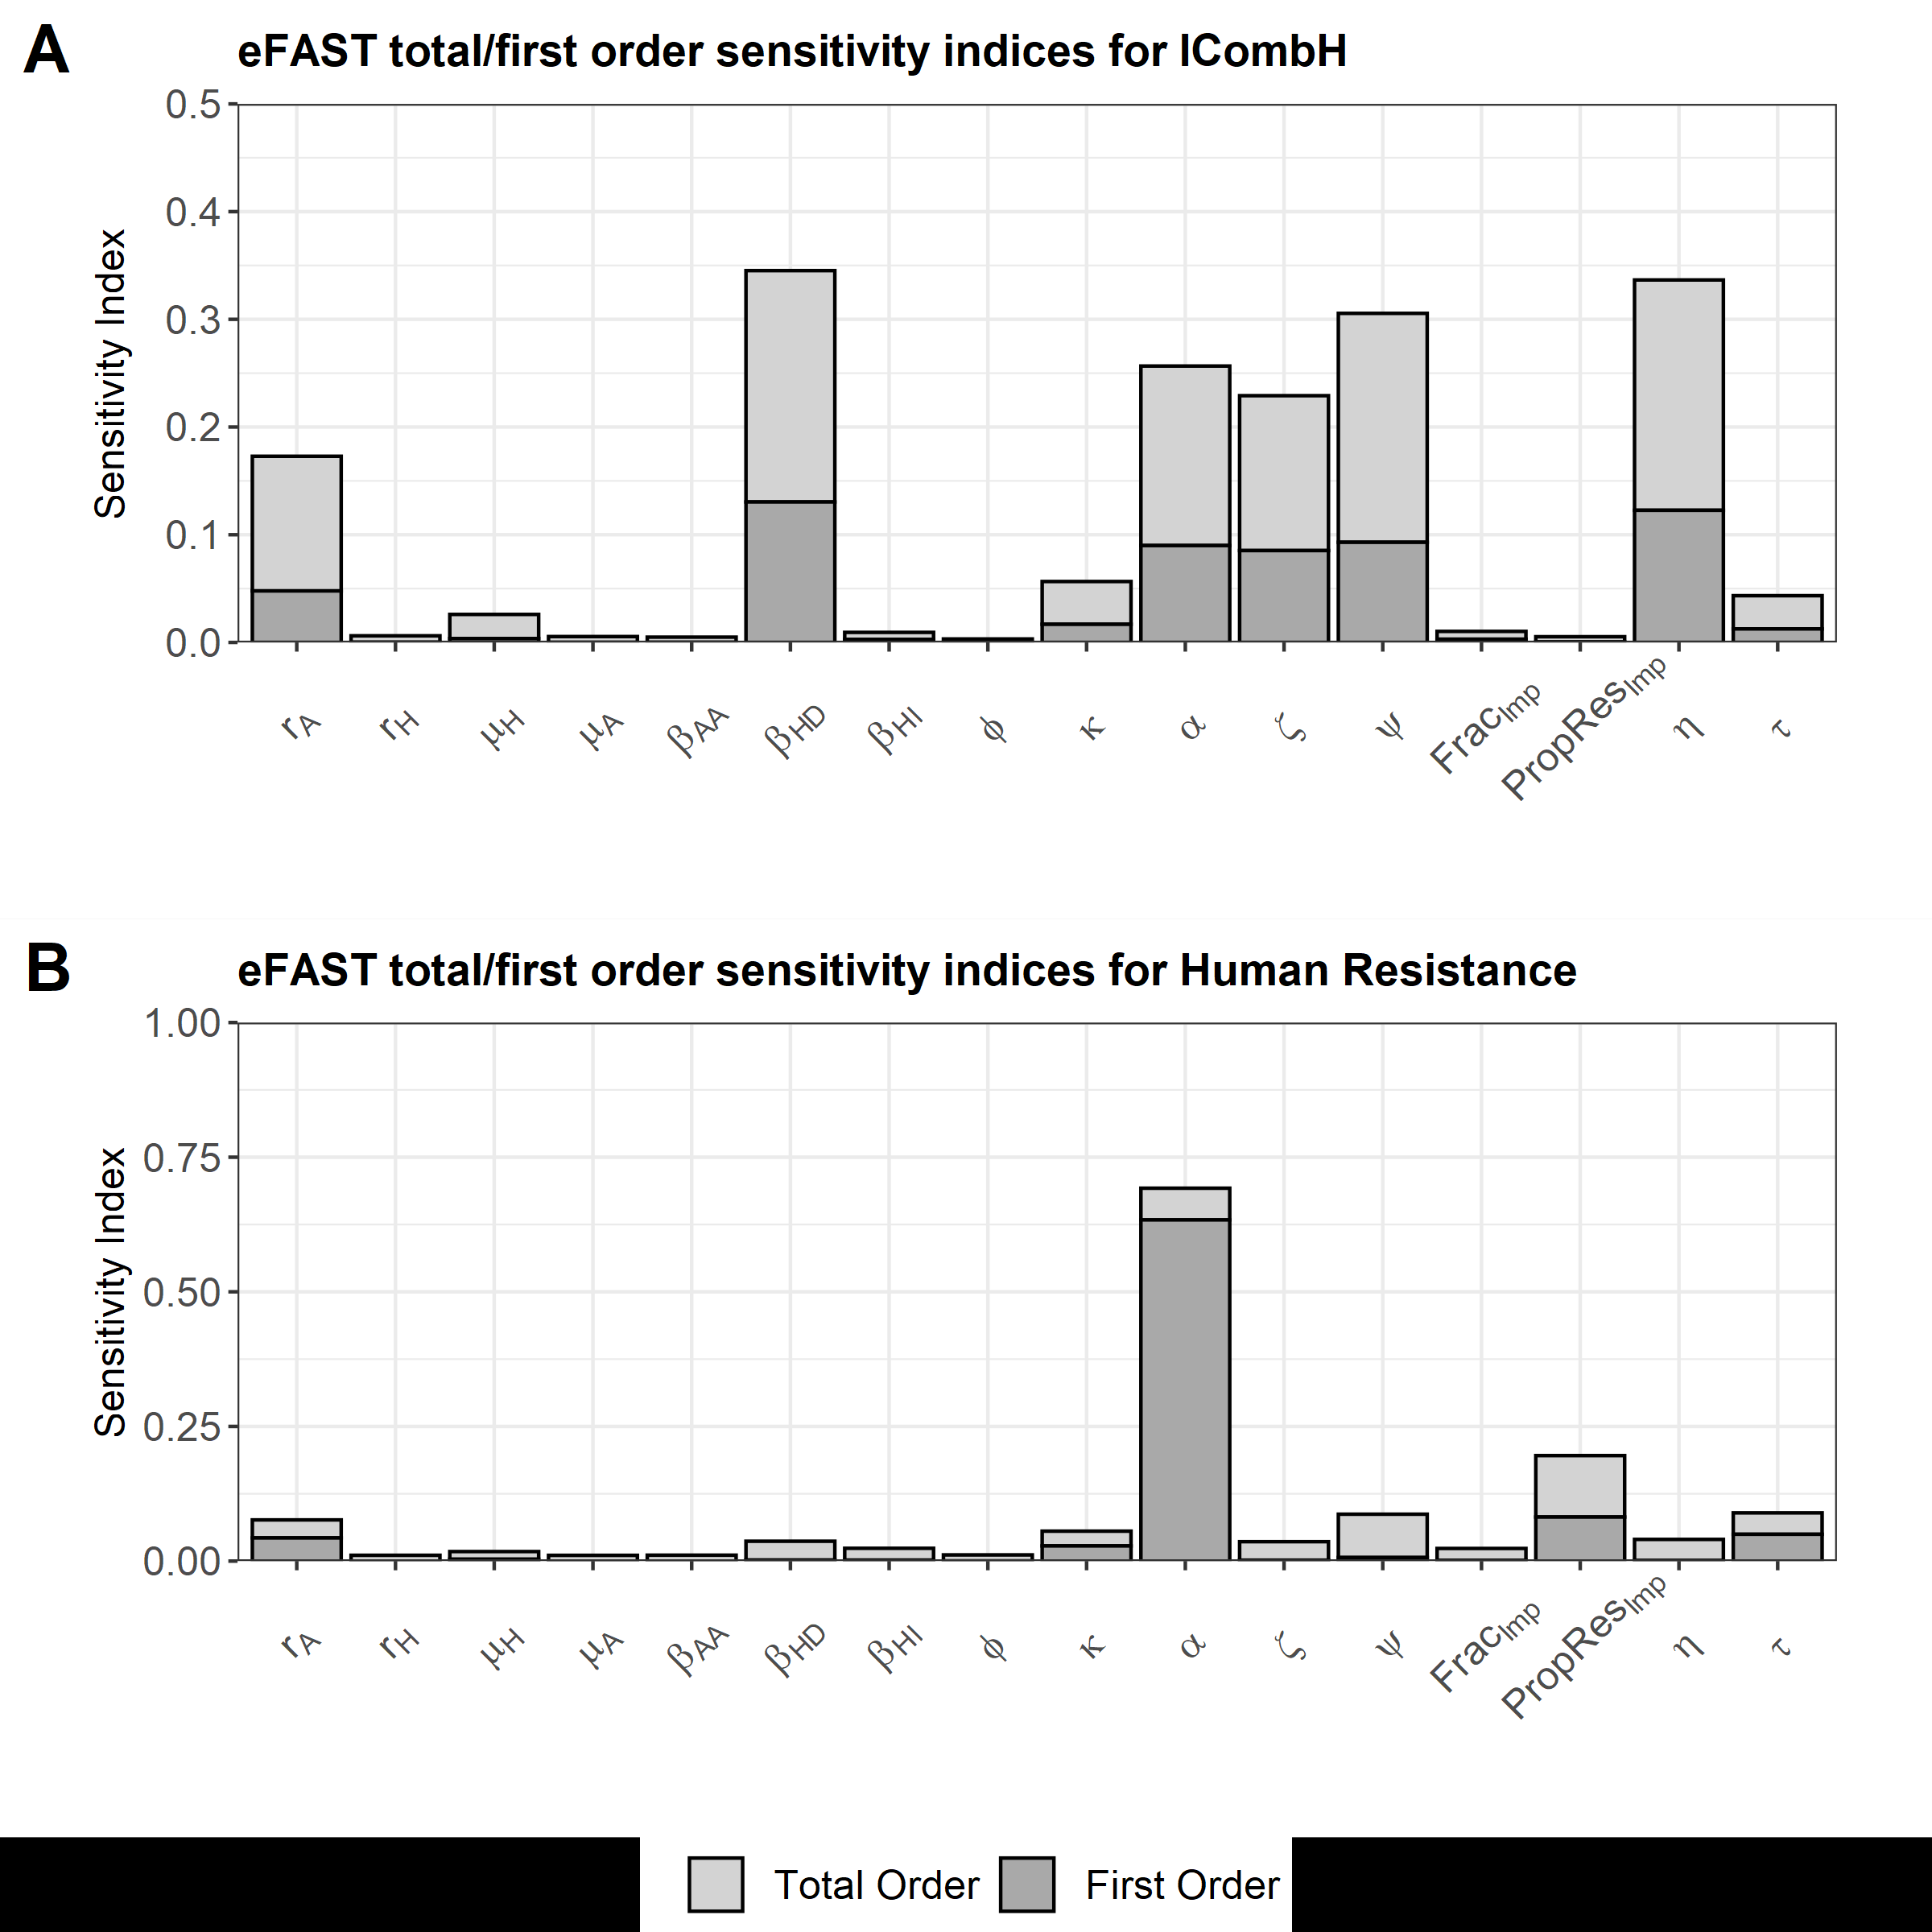 A
eFAST total/first order sensitivity indices for ICombH
Sensitivity Index
0.5
0.4
0.3
0.2
0.1
0.0
rA rH μH μA βAA βHD βHI ϕ κ α ζ ψ FracImp PropResImp η τ
B
eFAST total/first order sensitivity indices for Human Resistance
Sensitivity Index
1.00
0.75
0.50
0.25
0.00
rA rH μH μA βAA βHD βHI ϕ κ α ζ ψ FracImp PropResImp η τ
Total Order First Order